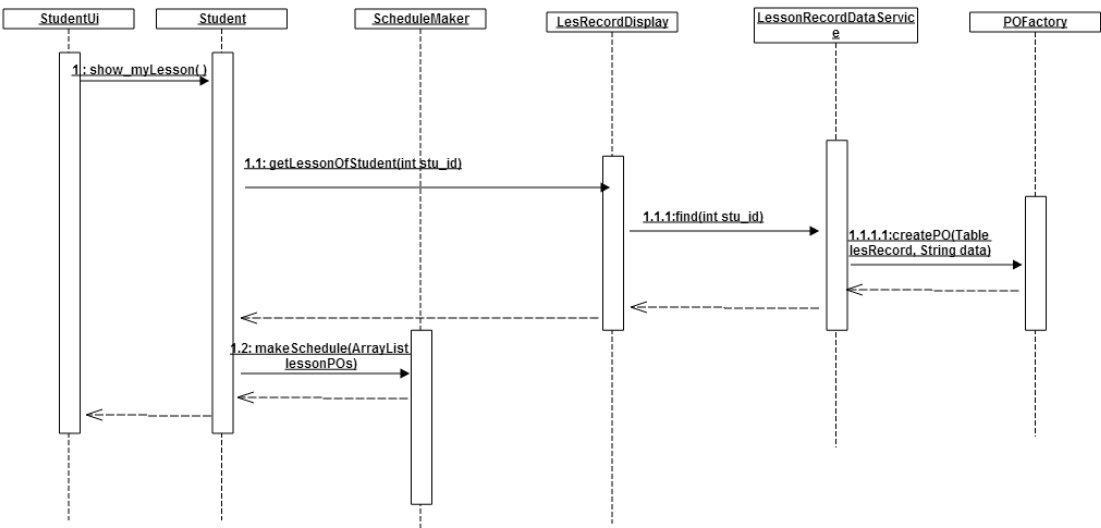 StudentUi
Student
ScheduleMaker
LesRecordDisplay
LessonRecordDataServic
e
POFactory
1 : show_myLesson( )
1.1: getLessonOfStudent(int stu_id)
1.1.1:find(int stu_id)
1.1.1.1:createPO(Table
lesRecord, String data)
1.2: makeSchedule(ArrayList
lessonPOs)